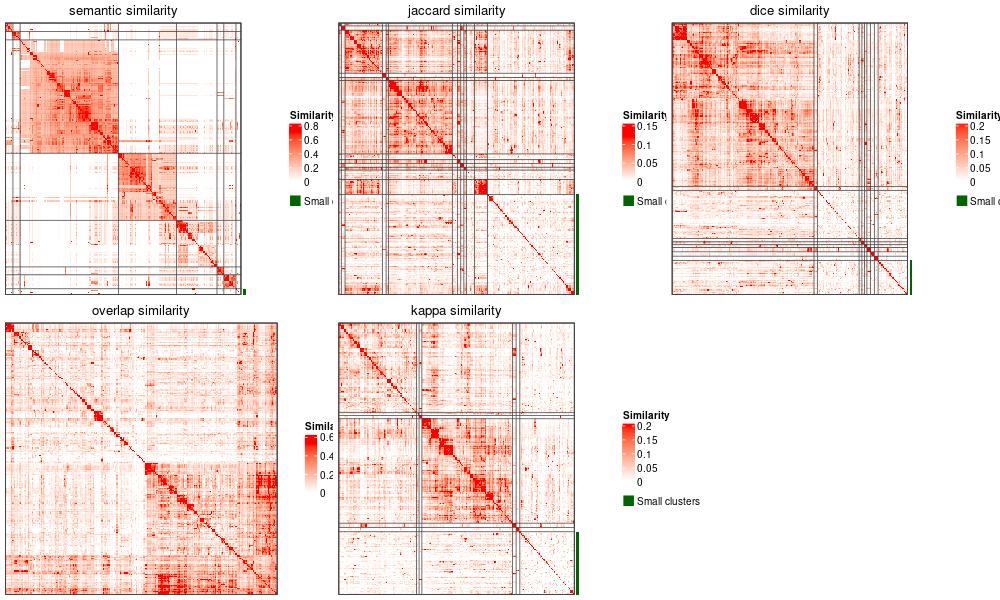 semantic similarity
Similarity
0.8
0.6
0.4
0.2
0
Small
jaccard similarity
Similarity
0.15
0.1
0.05
0
Small
dice similarity
Similarity
0.2
0.15
0.1
0.05
0
Small c
overlap similarity
Simila
0.6
0.4
0.2
0
kappa similarity
Similarity
0.2
0.15
0.1
0.05
0
Small clusters